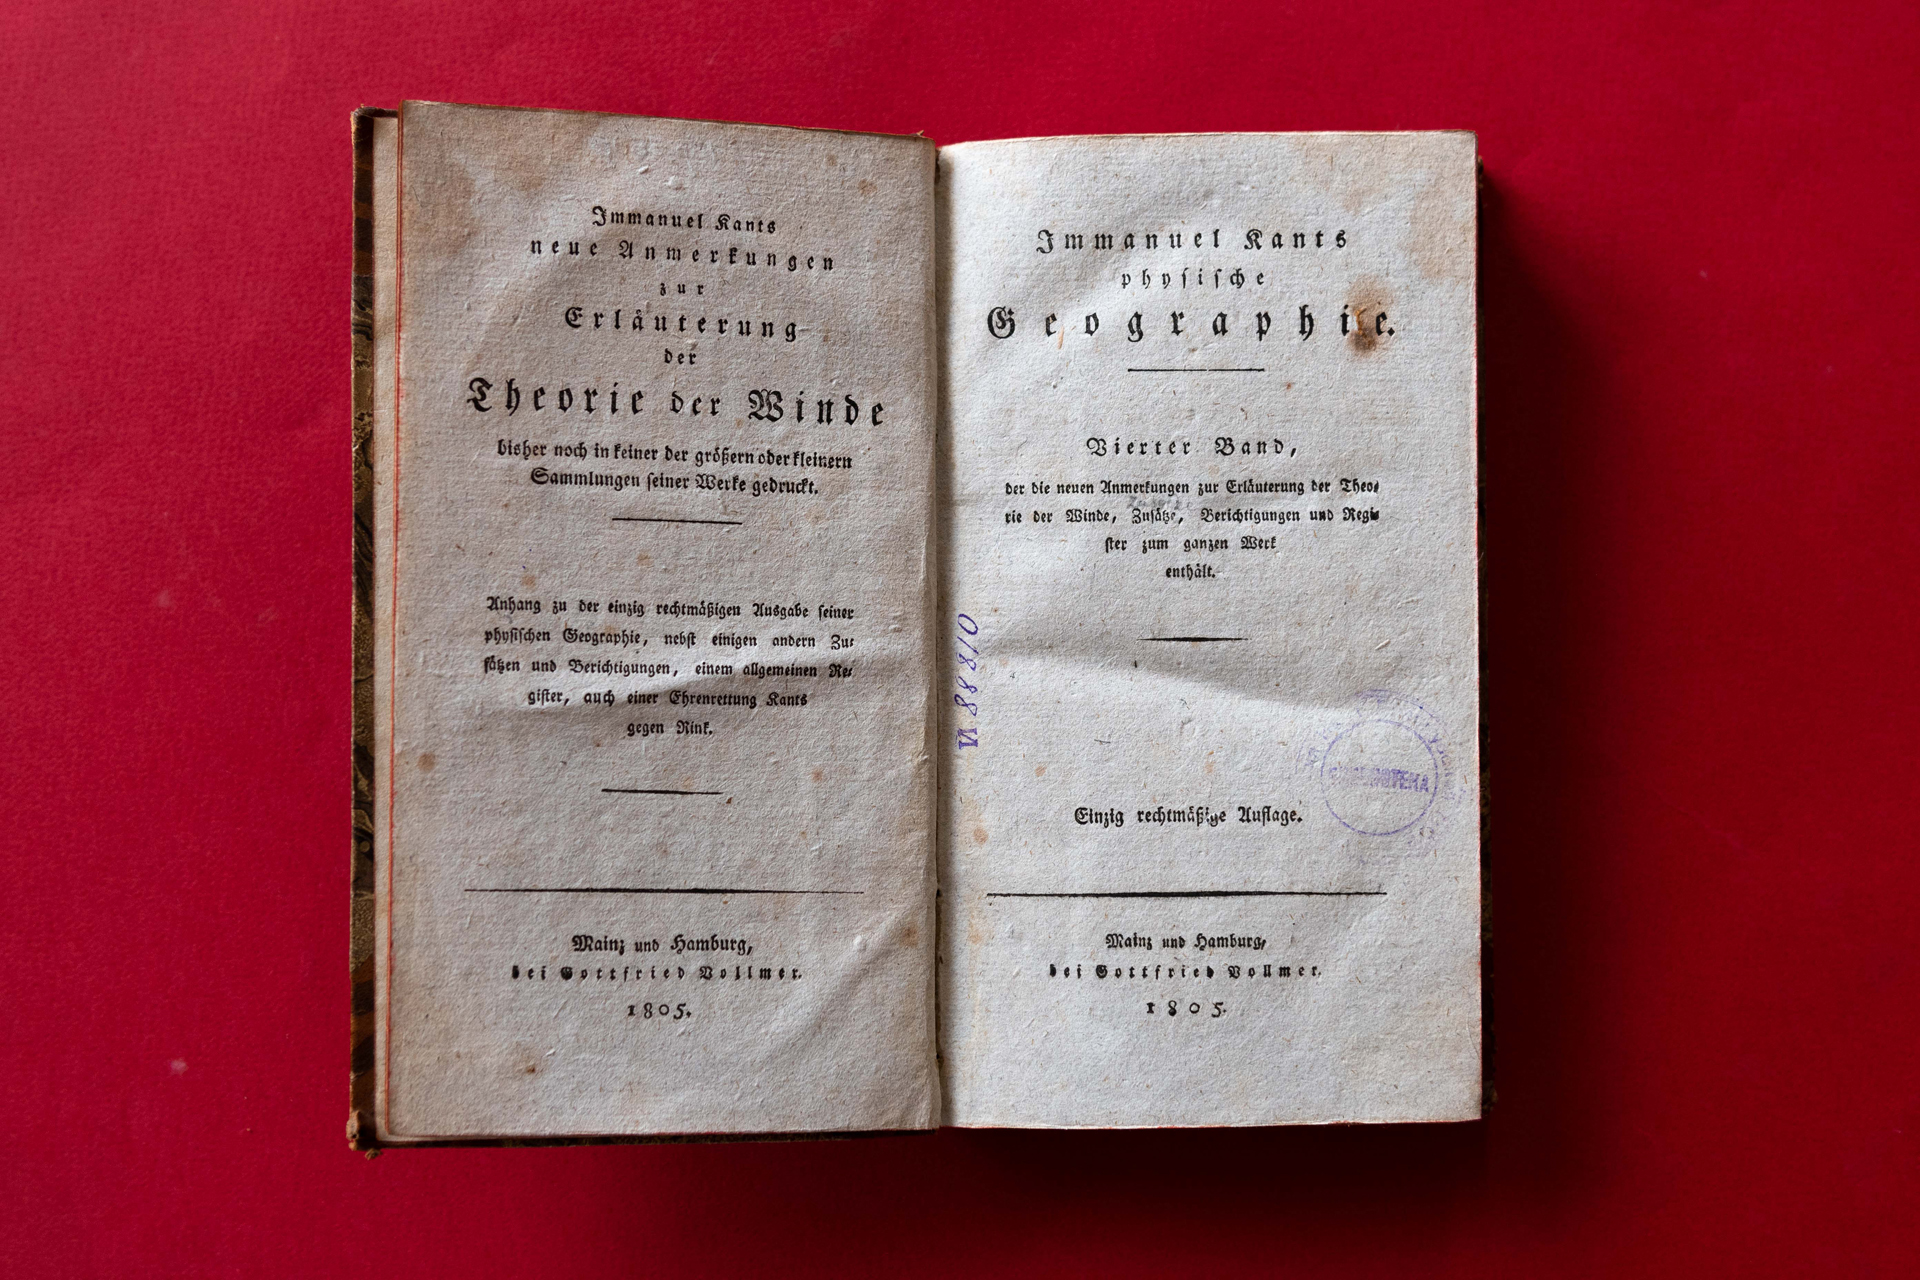 Immanuel Kants
neue Anmerkungen
zur
Erläuterung
der
Theorie der Winde
bisher noch in keiner der größern oder kleinern
Sammlungen seiner Werke gedruckt.
Anhang zu der einzig rechtmäßigen Ausgabe seiner
physischen Geographie, nebst einigen andern Zu-
sätzen und Berichtigungen, einem allgemeinen Re-
gister, auch einer Ehrenrettung Kants
gegen Rink.
Mainz und Hamburg,
bei Gottfried Vollmer.
1805.
Immanuel Kants
physische
Geographie.
Vierter Band,
der die neuen Anmerkungen zur Erläuterung der Theo-
rie der Winde, Zusätze, Berichtigungen und Regi-
ster zum ganzen Werk
enthält.
Einzig rechtmäßige Auflage.
Mainz und Hamburg,
bei Gottfried Vollmer.
1805.